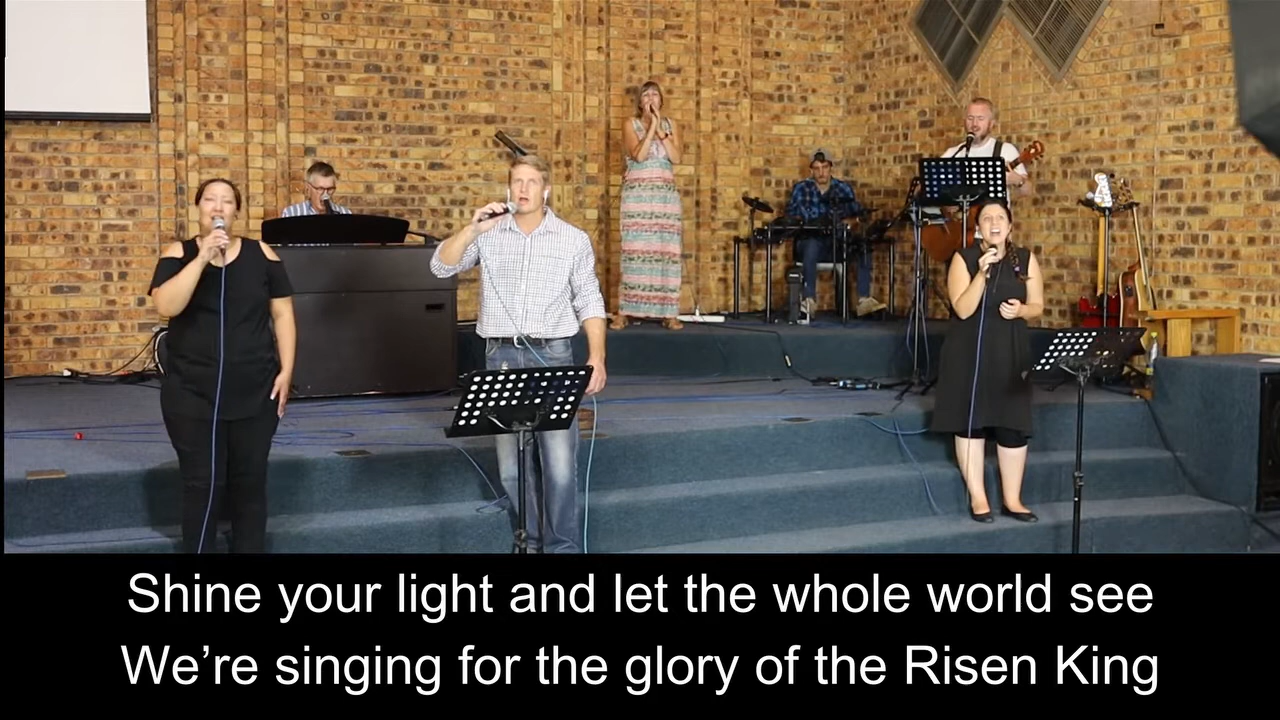 Shine your light and let the whole world see
We’re singing for the glory of the Risen King